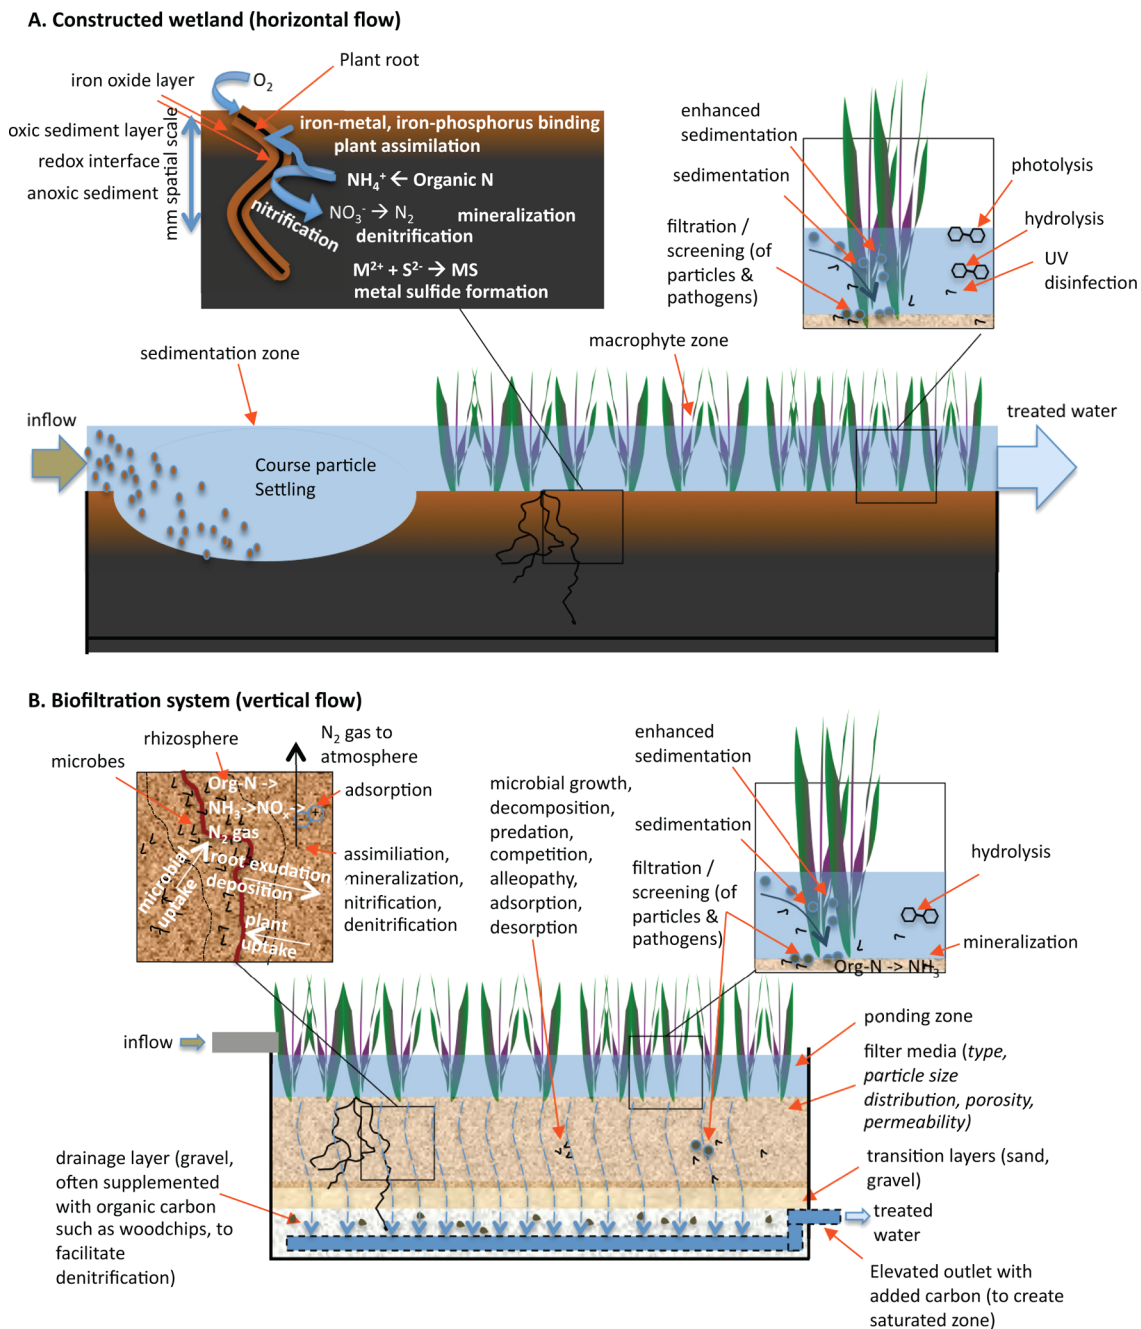 A. Constructed wetland (horizontal flow)
Plant root
iron oxide layer
O2
oxic sediment layer
redox interface
anoxic sediment
mm spatial scale
iron-metal, iron-phosphorus binding
plant assimilation
NH4+ ← Organic N
nitrification
NO3- → N2
mineralization
denitrification
M2+ + S2- → MS
metal sulfide formation
enhanced
sedimentation
sedimentation
filtration /
screening (of
particles &
pathogens)
photolysis
hydrolysis
UV
disinfection
sedimentation zone
macrophyte zone
inflow
treated water
Course particle
Settling
B. Biofiltration system (vertical flow)
rhizosphere
microbes
N2 gas to
atmosphere
adsorption
Org-N ->
NH3->NOx->
N2 gas
+
root exudation
deposition
microbial
uptake
plant
uptake
assimiliation,
mineralization,
nitrification,
denitrification
microbial growth,
decomposition,
predation,
competition,
alleopathy,
adsorption,
desorption
enhanced
sedimentation
sedimentation
filtration /
screening (of
particles &
pathogens)
hydrolysis
mineralization
Org-N -> NH3
inflow
ponding zone
filter media (type,
particle size
distribution, porosity,
permeability)
drainage layer (gravel,
often supplemented
with organic carbon
such as woodchips, to
facilitate
denitrification)
transition layers (sand,
gravel)
treated
water
Elevated outlet with
added carbon (to create
saturated zone)